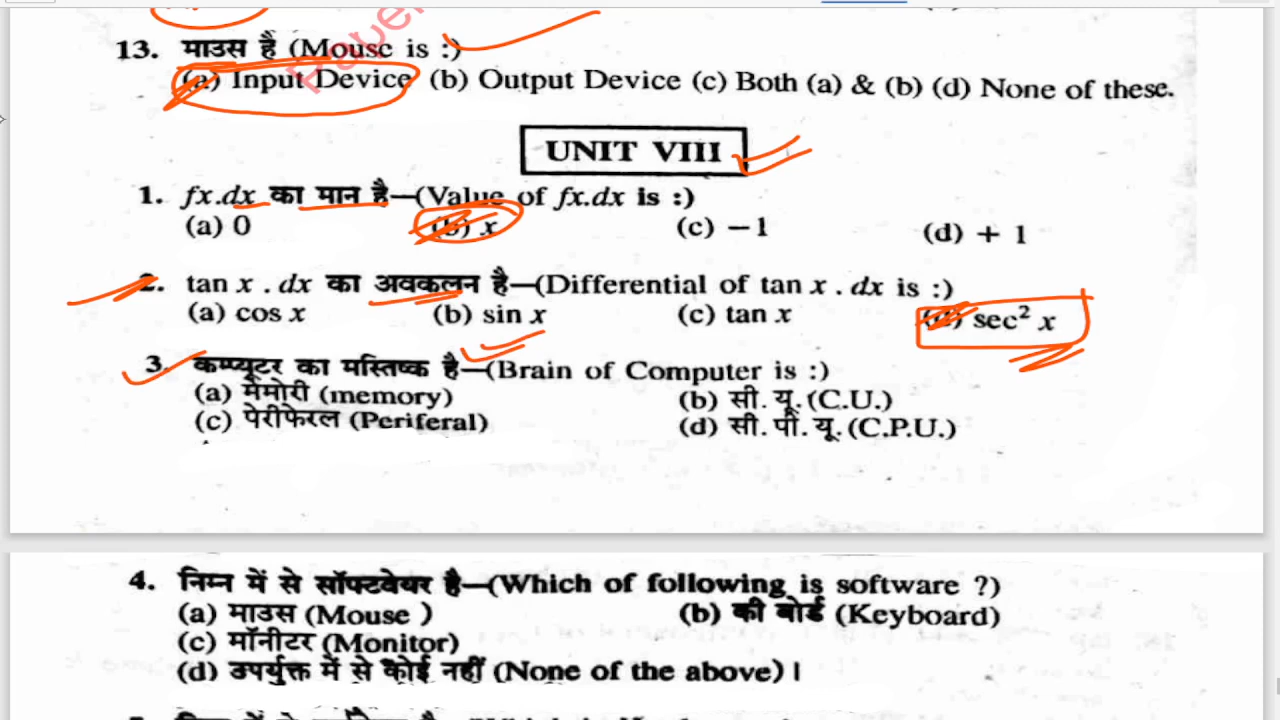 13. माउस है (Mouse is :)
(a) Input Device (b) Output Device (c) Both (a) & (b) (d) None of these.
UNIT VIII
1. fx.dx का मान है—(Value of fx.dx is :)
(a) 0 (b) x (c) −1 (d) + 1
2. tan x . dx का अवकलन है—(Differential of tan x . dx is :)
(a) cos x (b) sin x (c) tan x (d) sec² x
3. कम्प्यूटर का मस्तिष्क है—(Brain of Computer is :)
(a) मेमोरी (memory) (b) सी. यू. (C.U.)
(c) पेरीफेरल (Periferal) (d) सी. पी. यू. (C.P.U.)
4. निम्न में से सॉफ्टवेयर है—(Which of following is software ?)
(a) माउस (Mouse ) (b) की बोर्ड (Keyboard)
(c) मॉनीटर (Monitor)
(d) उपर्युक्त में से कोई नहीं (None of the above) ।